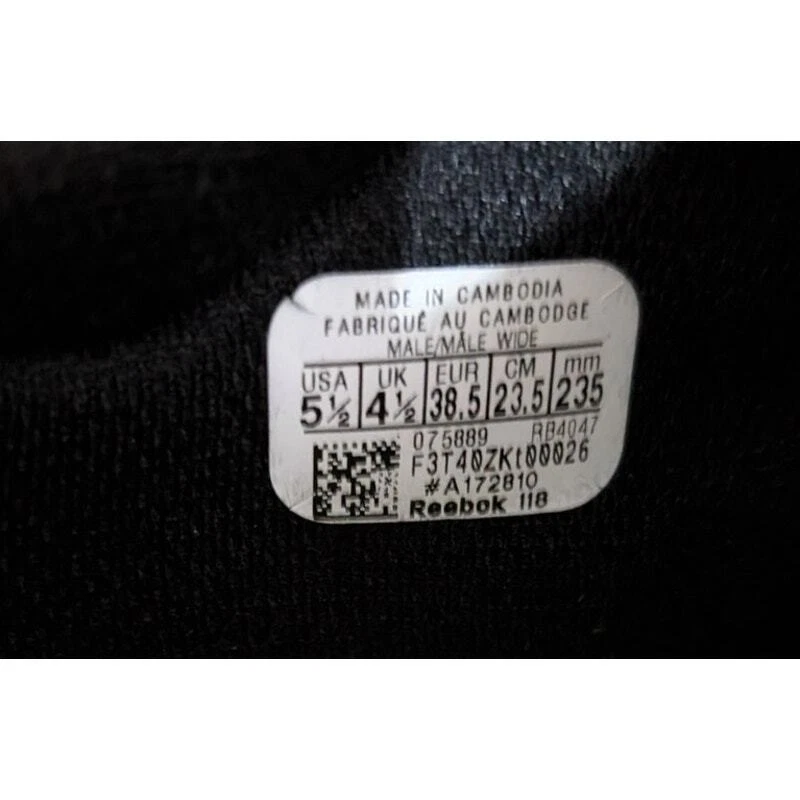 MADE IN CAMBODIA
FABRIQUÉ AU CAMBODGE
MALE/MÂLE WIDE
USA UK EUR CM mm
5½ 4½ 38.5 23.5 235
075889 RB4047
F3T40ZKt00026
#A172810
Reebok 118